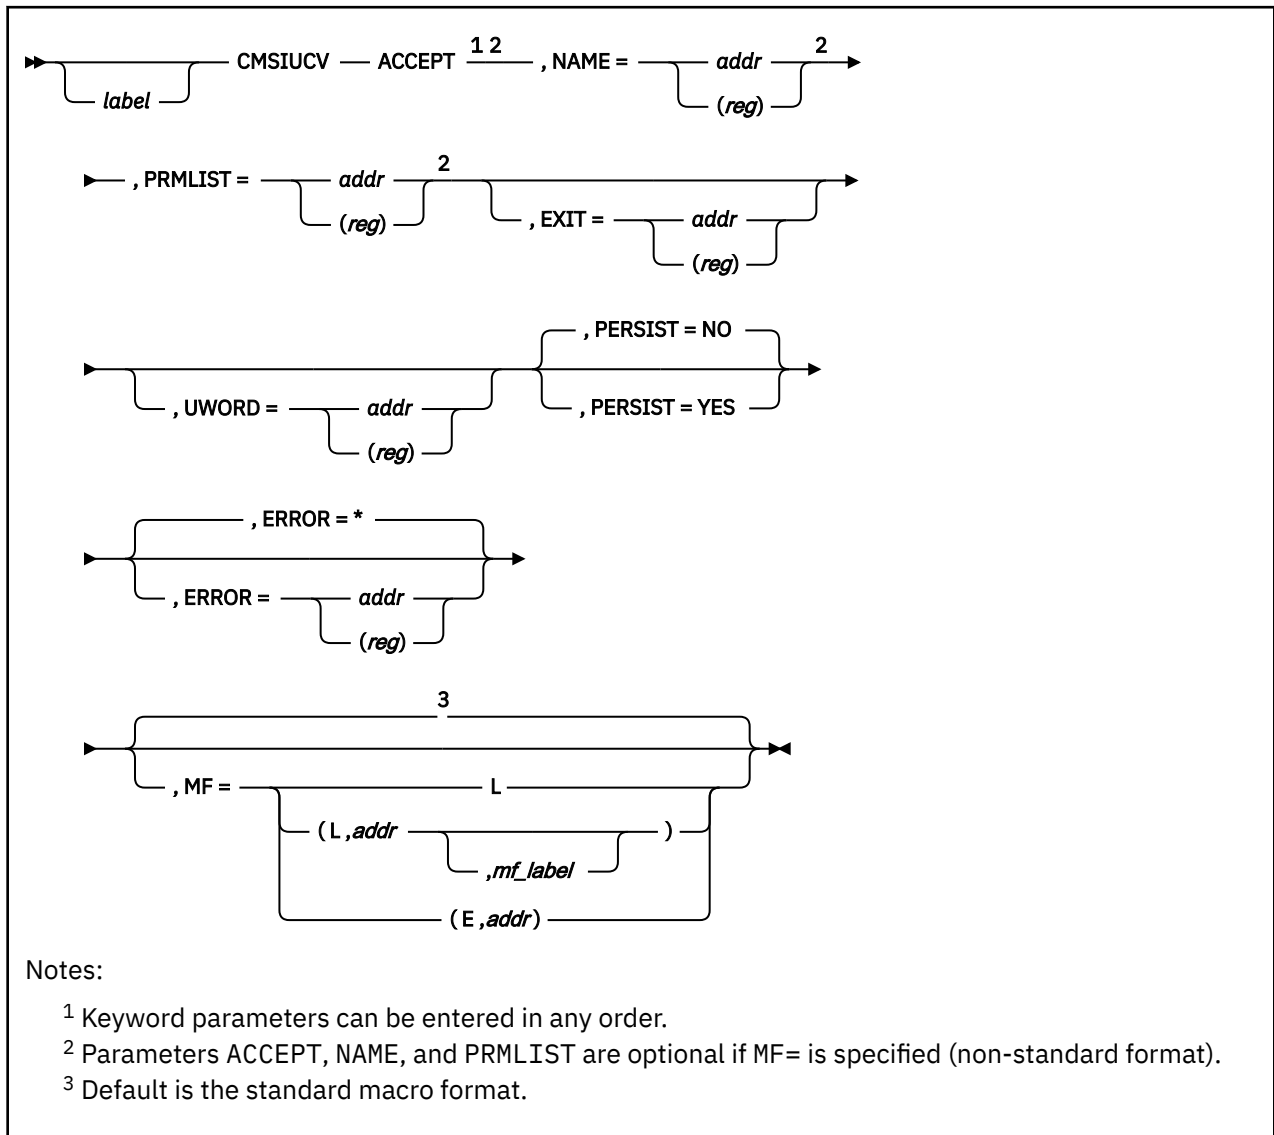 CMSIUCV ACCEPT 1 2 , NAME = addr 2
label (reg)
, PRMLIST = addr 2
(reg) , EXIT = addr
(reg)
, PERSIST = NO
, UWORD = addr , PERSIST = YES
(reg)
, ERROR = *
, ERROR = addr
(reg)
3
, MF = L
( L ,addr )
,mf_label
( E ,addr )
Notes:
1 Keyword parameters can be entered in any order.
2 Parameters ACCEPT, NAME, and PRMLIST are optional if MF= is specified (non-standard format).
3 Default is the standard macro format.